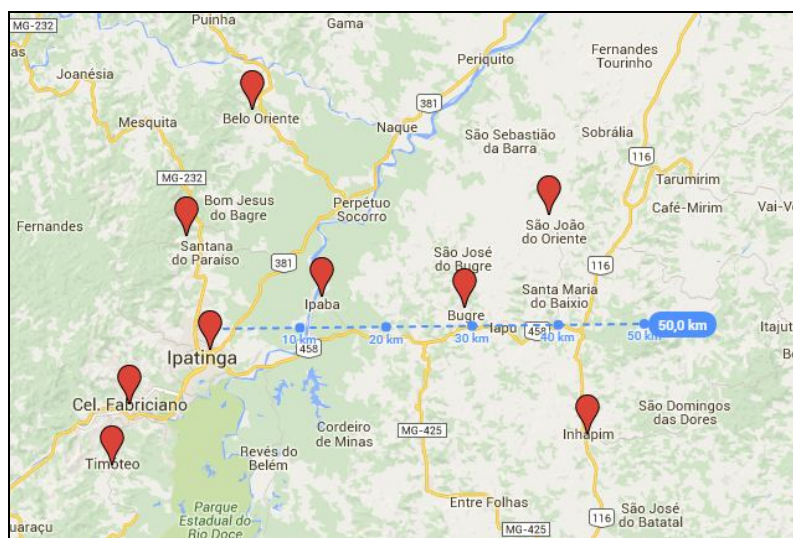 MG-232
Puinha
Gama
Joanésia
Periquito
Fernandes
Tourinho
Belo Oriente
381
Mesquita
Naque
São Sebastião
da Barra
Sobrália
116
MG-232
Tarumirim
Bom Jesus
do Bagre
Perpétuo
Socorro
Café-Mirim
Vai-Vo
Fernandes
São João
do Oriente
Santana
do Paraíso
São José
do Bugre
381
116
Ipaba
Santa Maria
do Baixio
Bugre
50,0 km
Itajut
Ipatinga
10 km
458
20 km
30 km
Iapu
458
40 km
50 km
Cel. Fabriciano
São Domingos
das Dores
Cordeiro
de Minas
MG-425
Inhapim
Timóteo
Revés do
Belém
Entre Folhas
Parque
Estadual do
Rio Doce
São José
do Batatal
116
uaraçu
MG-425